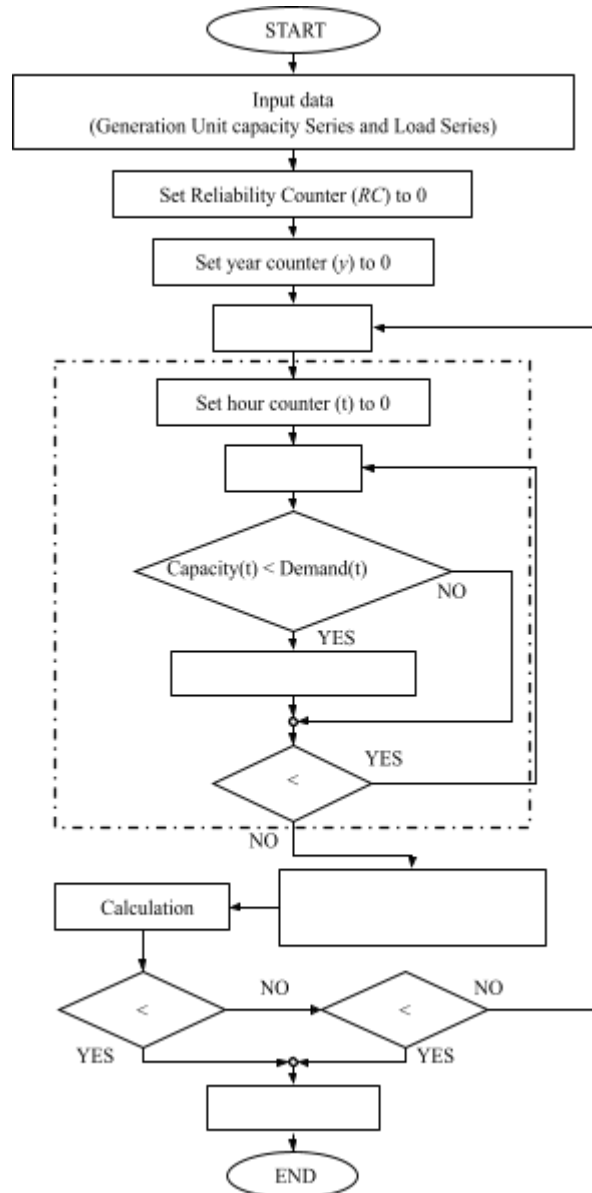 START
Input data
(Generation Unit capacity Series and Load Series)
Set Reliability Counter (RC) to 0
Set year counter (y) to 0
Set hour counter (t) to 0
Capacity(t) < Demand(t)
NO
YES
YES
<
NO
Calculation
NO
NO
<
<
YES
YES
END